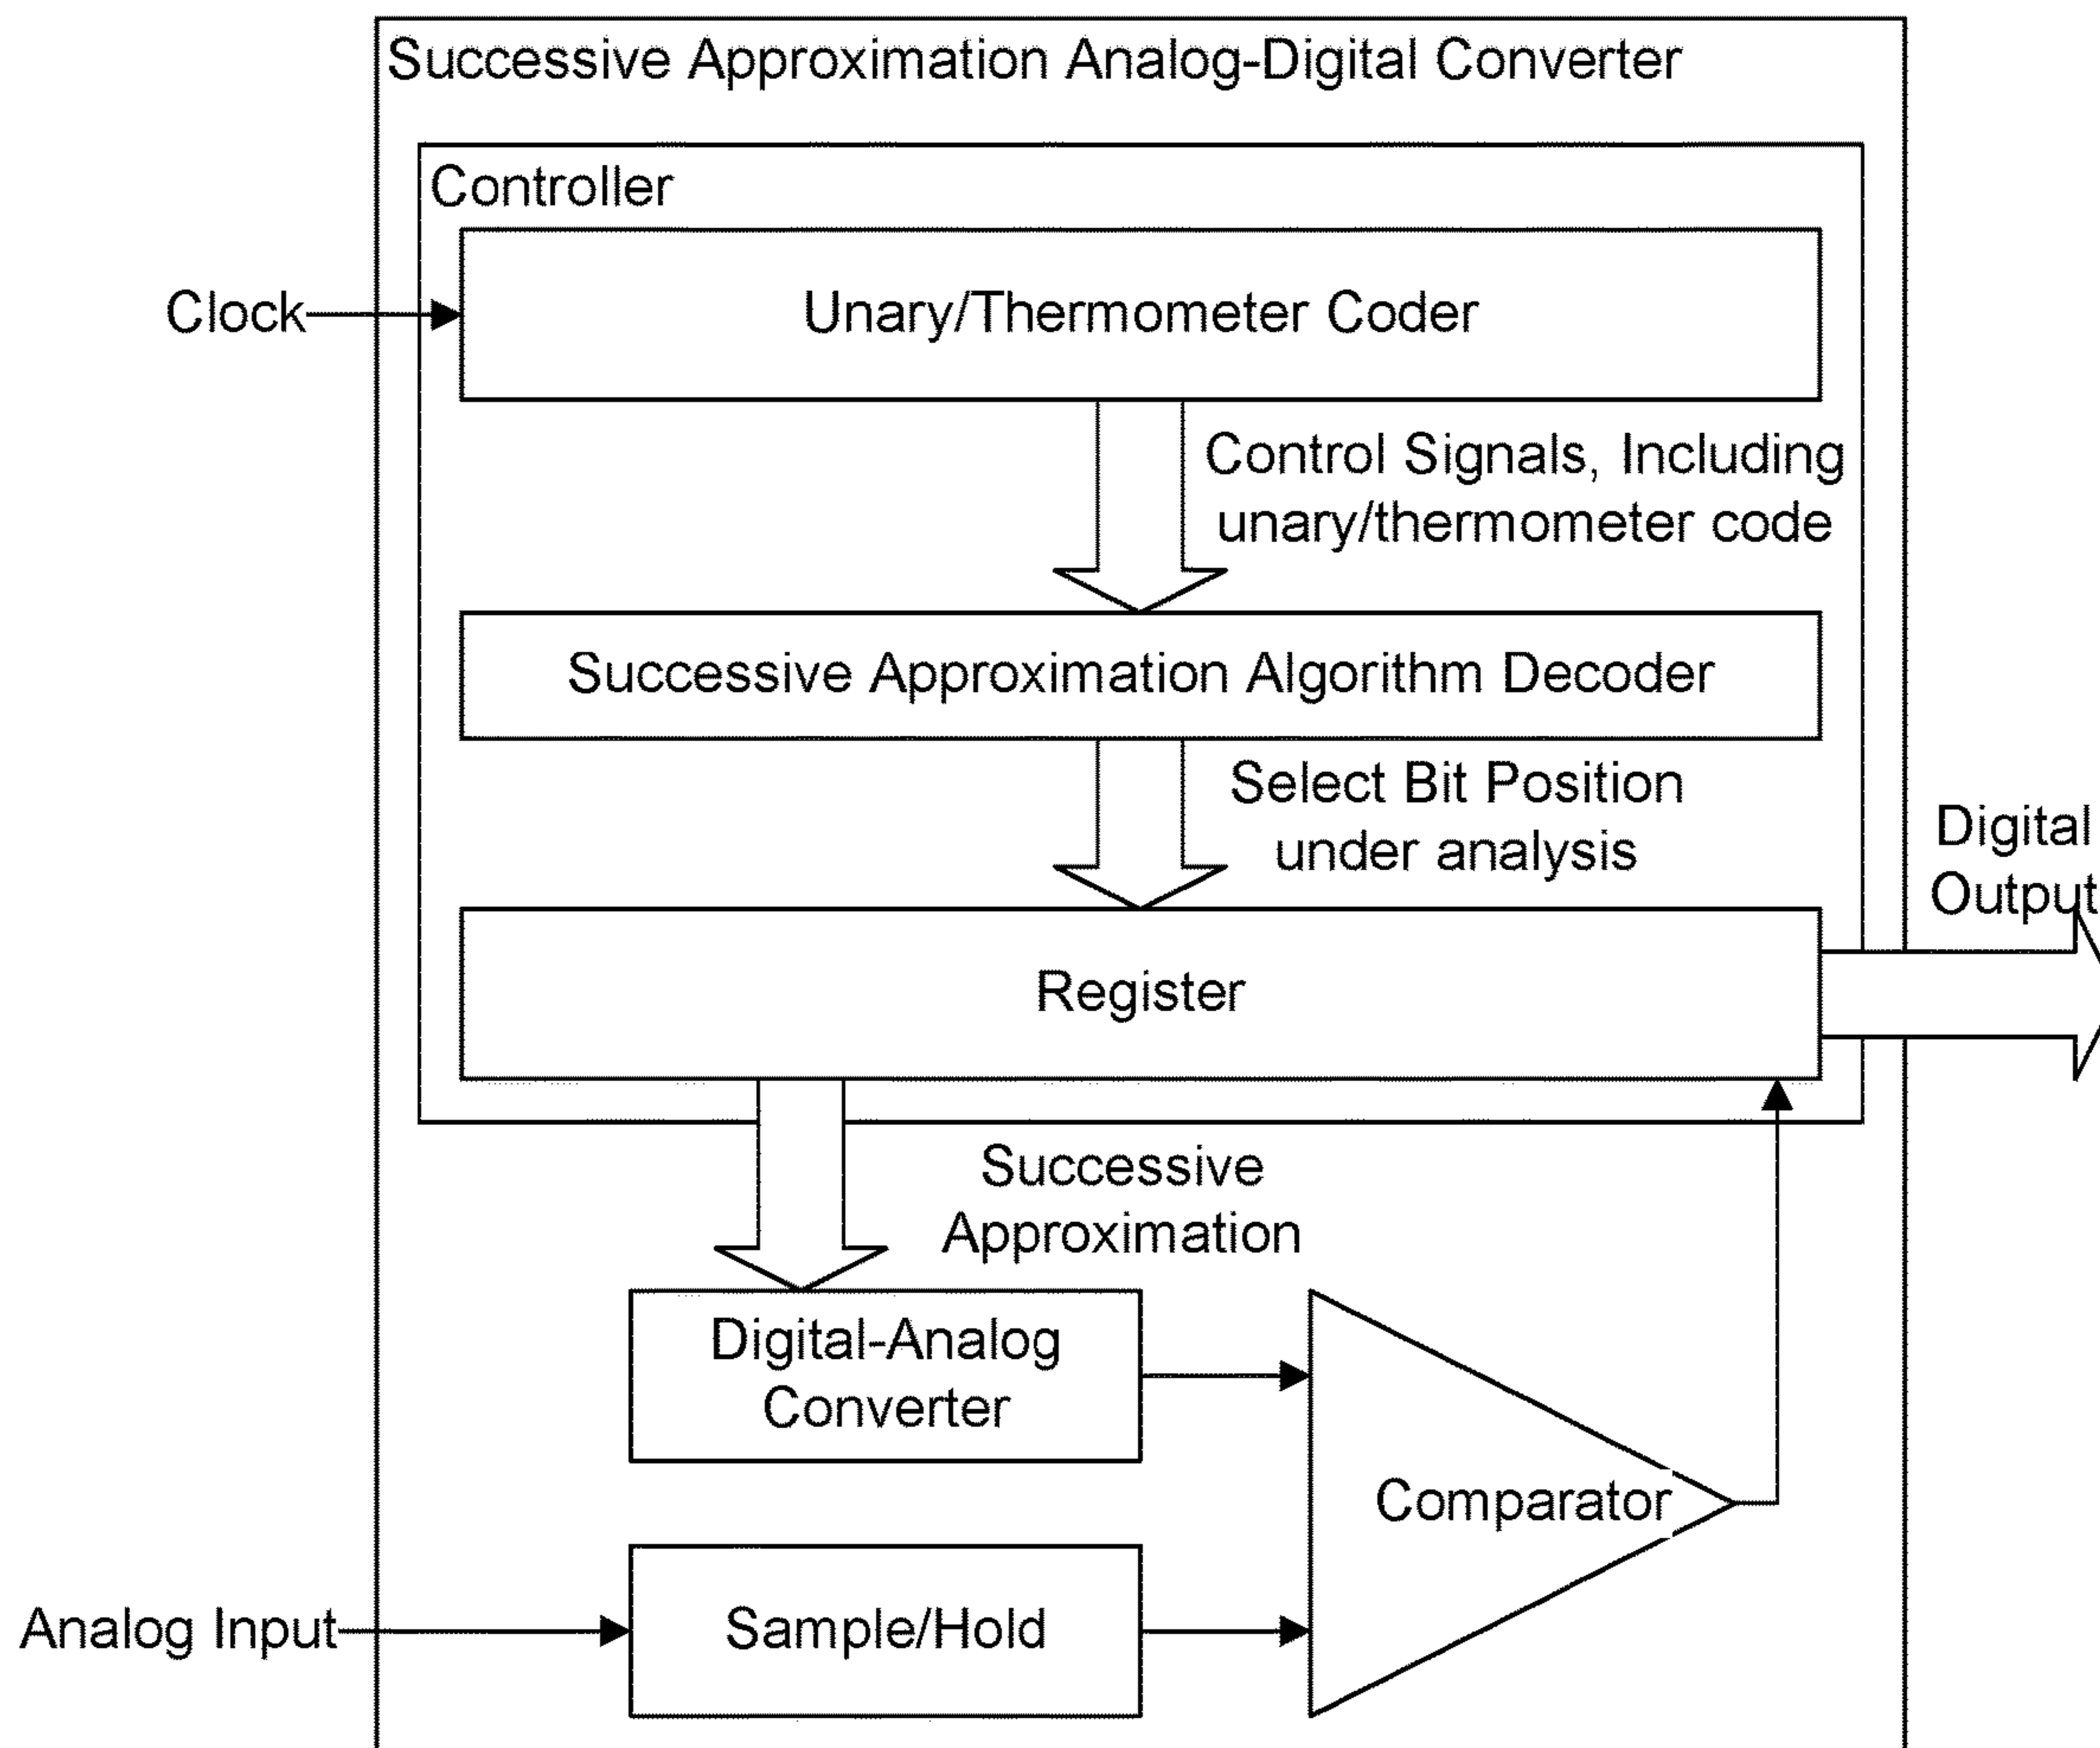 Successive Approximation Analog-Digital Converter
Controller
Clock
Unary/Thermometer Coder
Control Signals, Including
unary/thermometer code
Successive Approximation Algorithm Decoder
Select Bit Position
under analysis
Digital
Output
Register
Successive
Approximation
Digital-Analog
Converter
Comparator
Analog Input
Sample/Hold